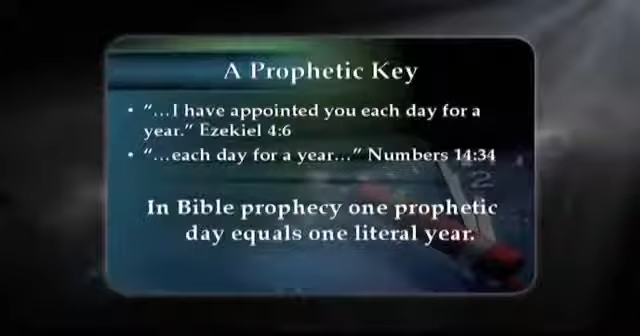 A Prophetic Key
• "...I have appointed you each day for a
year." Ezekiel 4:6
• "...each day for a year..." Numbers 14:34
In Bible prophecy one prophetic
day equals one literal year.
2